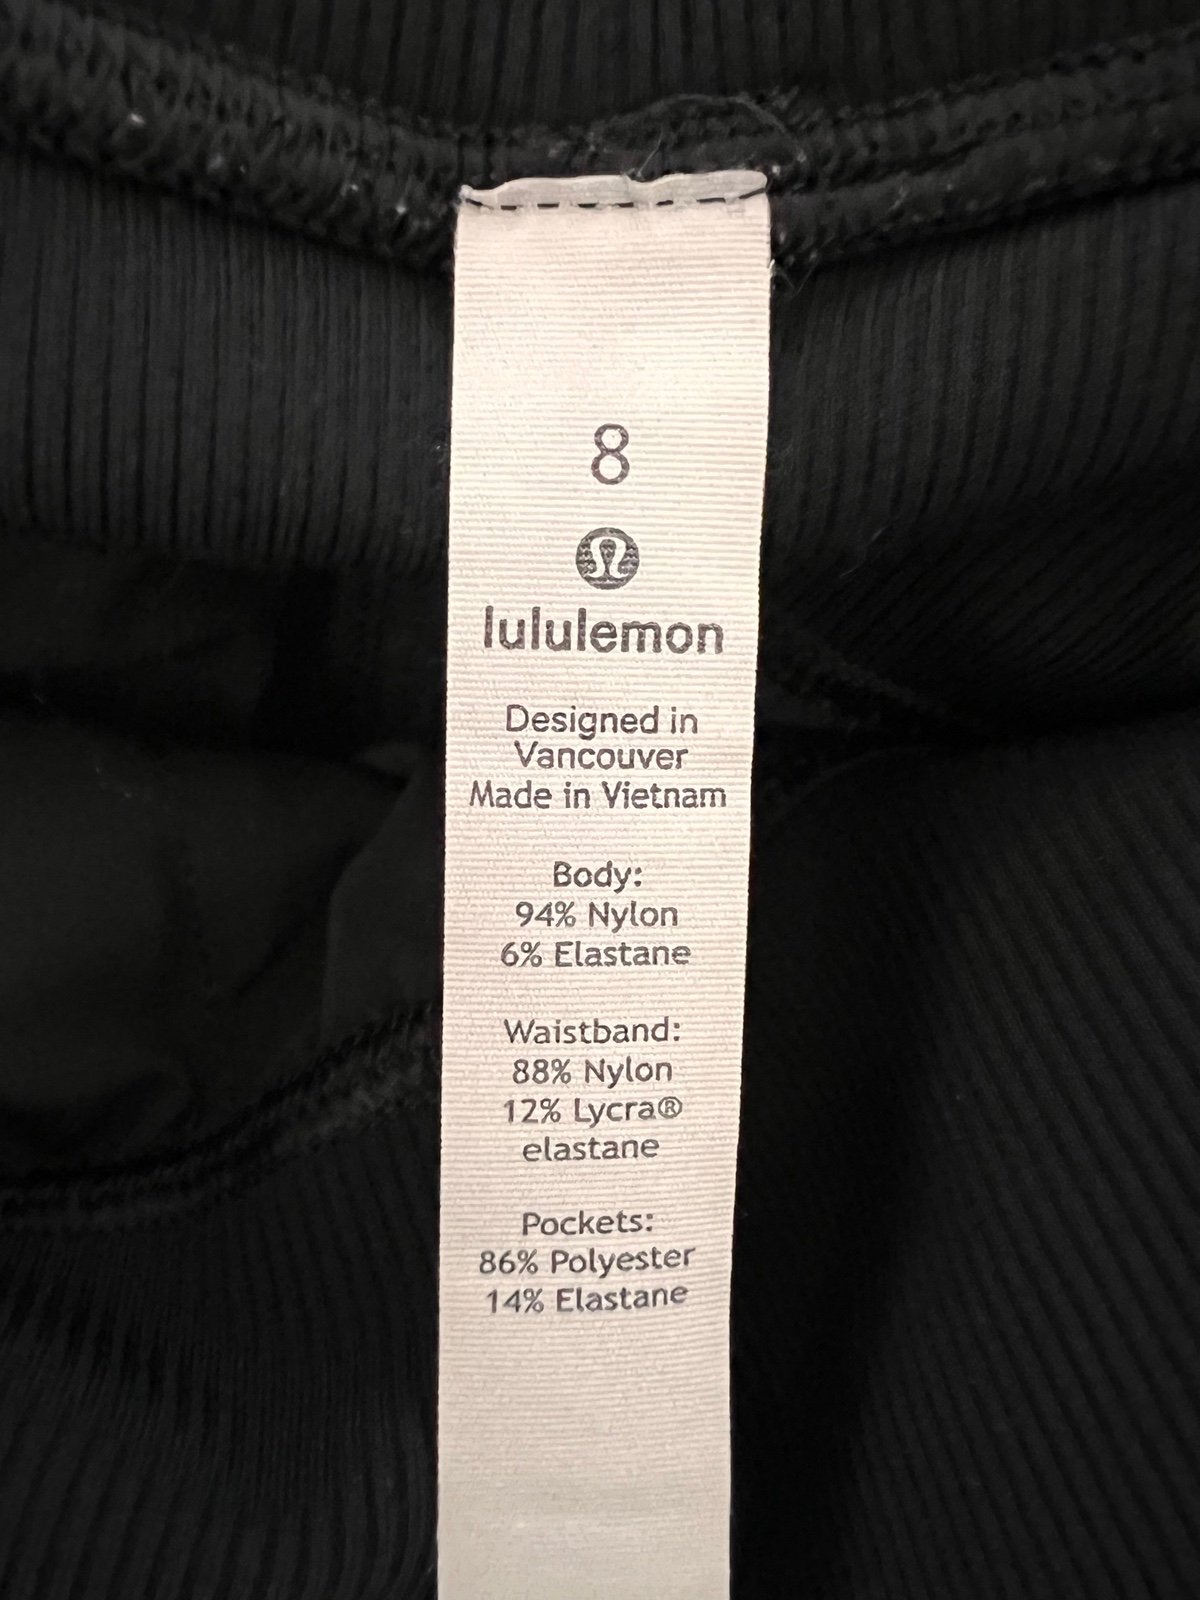 8
lululemon
Designed in
Vancouver
Made in Vietnam
Body:
94% Nylon
6% Elastane
Waistband:
88% Nylon
12% Lycra®
elastane
Pockets:
86% Polyester
14% Elastane